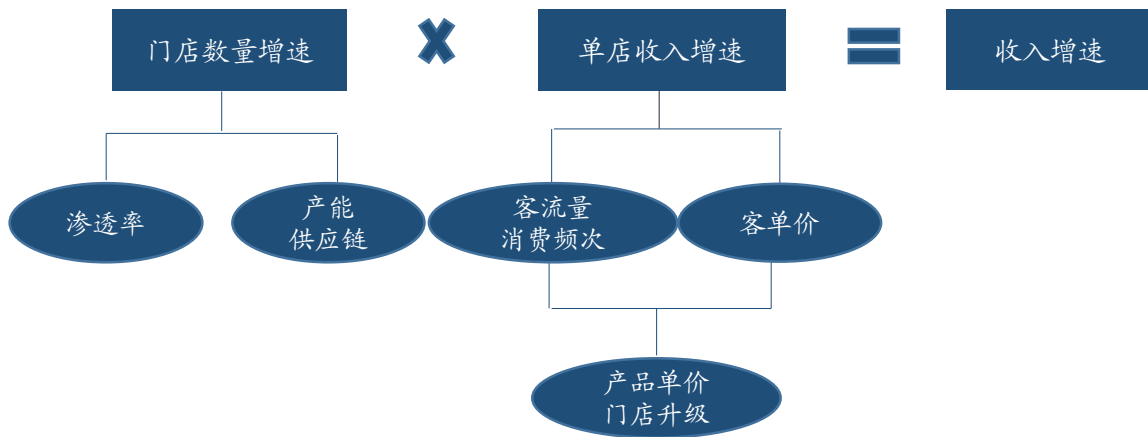 门店数量增速
单店收入增速
收入增速
渗透率
产能
供应链
客流量
消费频次
客单价
产品单价
门店升级